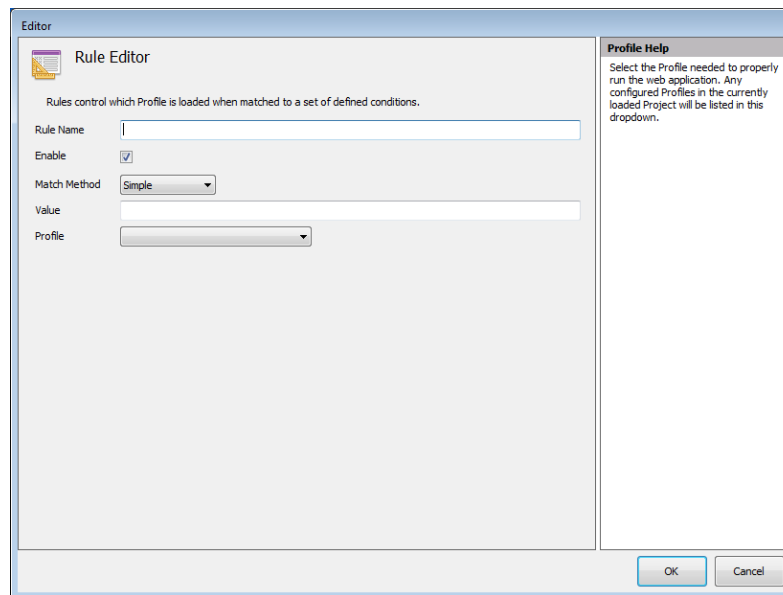 Editor
Rule Editor
Rules control which Profile is loaded when matched to a set of defined conditions.
Rule Name
Enable
Match Method Simple
Value
Profile
Profile Help
Select the Profile needed to properly
run the web application. Any
configured Profiles in the currently
loaded Project will be listed in this
dropdown.
OK Cancel